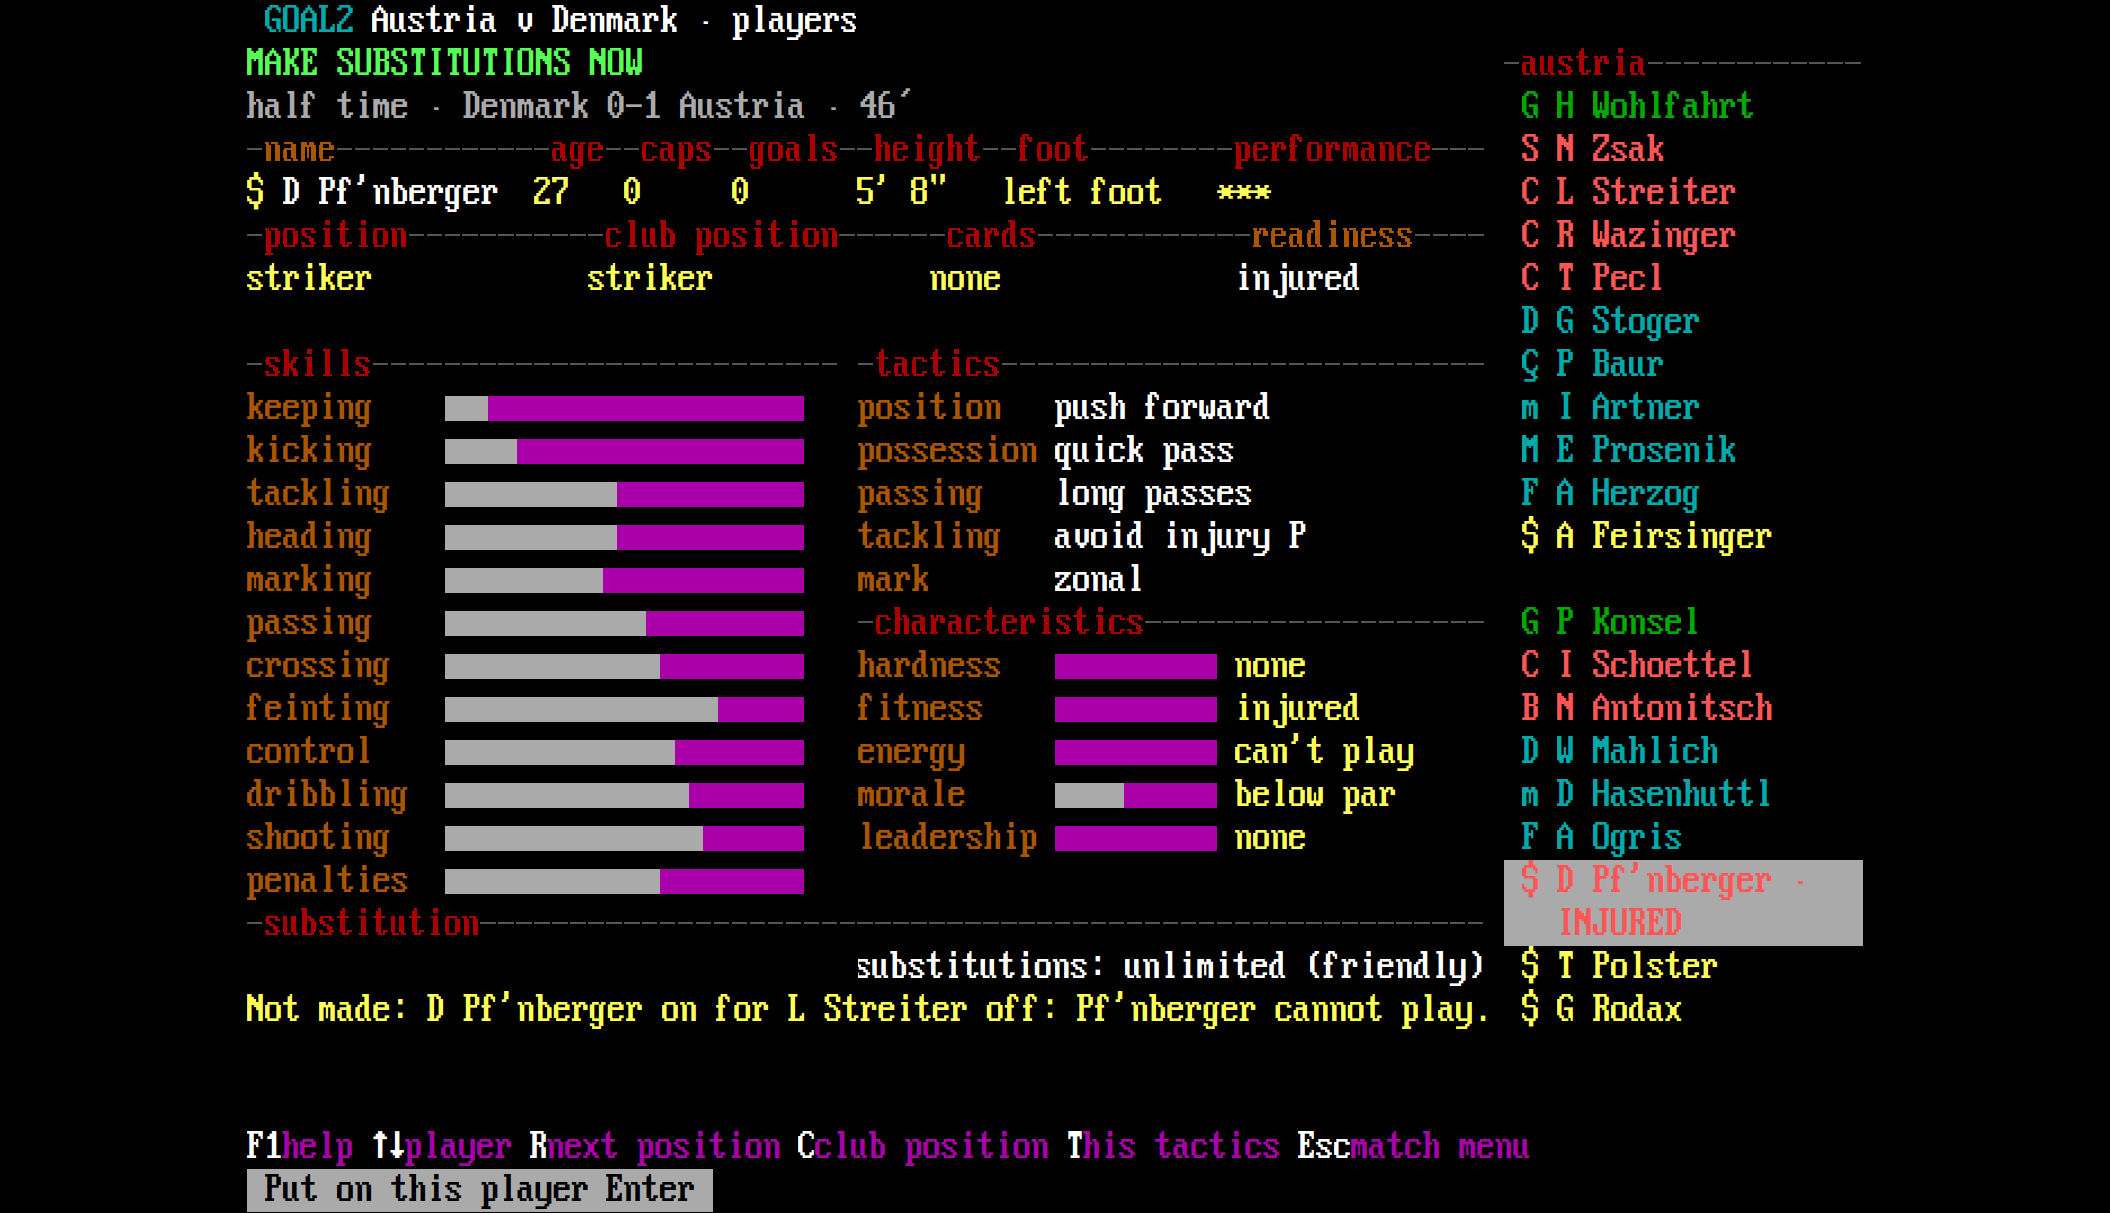 GOAL2 Austria v Denmark · players
MAKE SUBSTITUTIONS NOW
half time · Denmark 0-1 Austria · 46′
name age caps goals height foot performance
$ D Pf'nberger 27 0 0 5' 8" left foot ***
position club position cards readiness
striker striker none injured
skills
keeping
kicking
tackling
heading
marking
passing
crossing
feinting
control
dribbling
shooting
penalties
tactics
position push forward
possession quick pass
passing long passes
tackling avoid injury P
mark zonal
characteristics
hardness none
fitness injured
energy can't play
morale below par
leadership none
substitution
substitutions: unlimited (friendly)
Not made: D Pf'nberger on for L Streiter off: Pf'nberger cannot play.
austria
G H Wohlfahrt
S N Zsak
C L Streiter
C R Wazinger
C T Pecl
D G Stoger
Ç P Baur
m I Artner
M E Prosenik
F A Herzog
$ A Feirsinger
G P Konsel
C I Schoettel
B N Antonitsch
D W Mahlich
m D Hasenhuttl
F A Ogris
$ D Pf'nberger ·
INJURED
$ T Polster
$ G Rodax
F1help ↑↓player Rnext position Cclub position This tactics Escmatch menu
Put on this player Enter